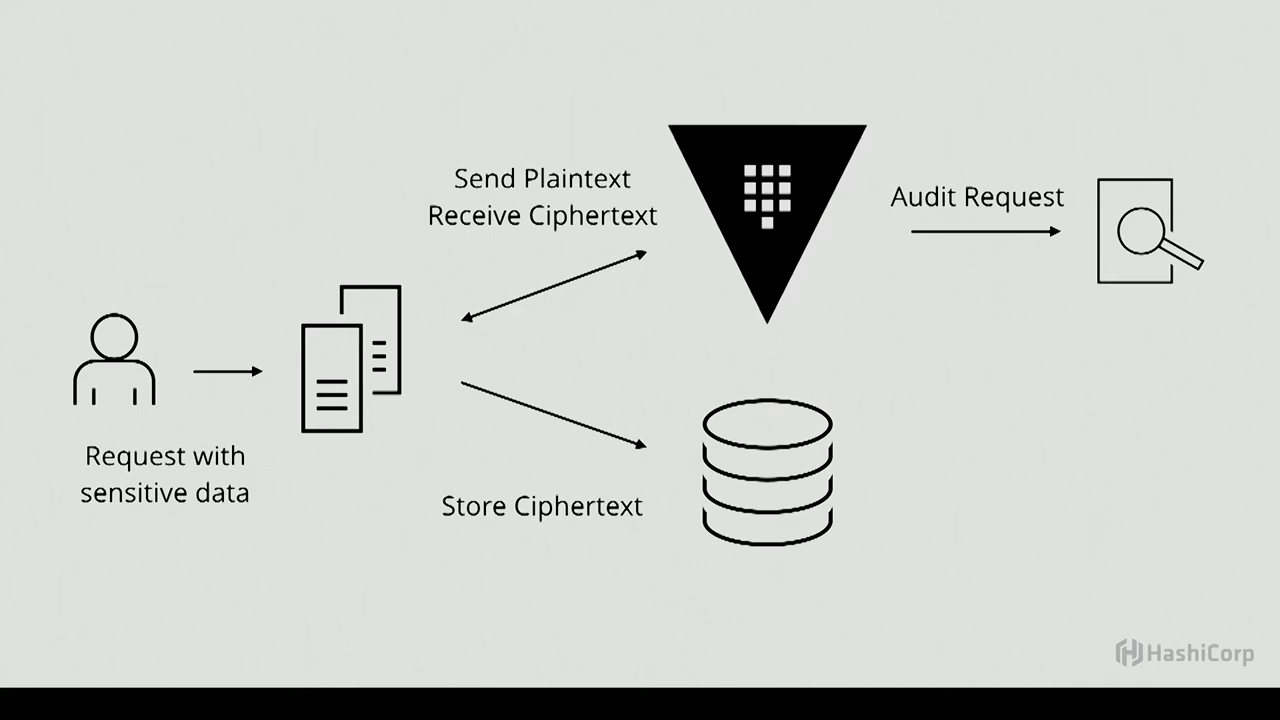 Send Plaintext
Receive Ciphertext
Audit Request
Request with
sensitive data
Store Ciphertext
HashiCorp